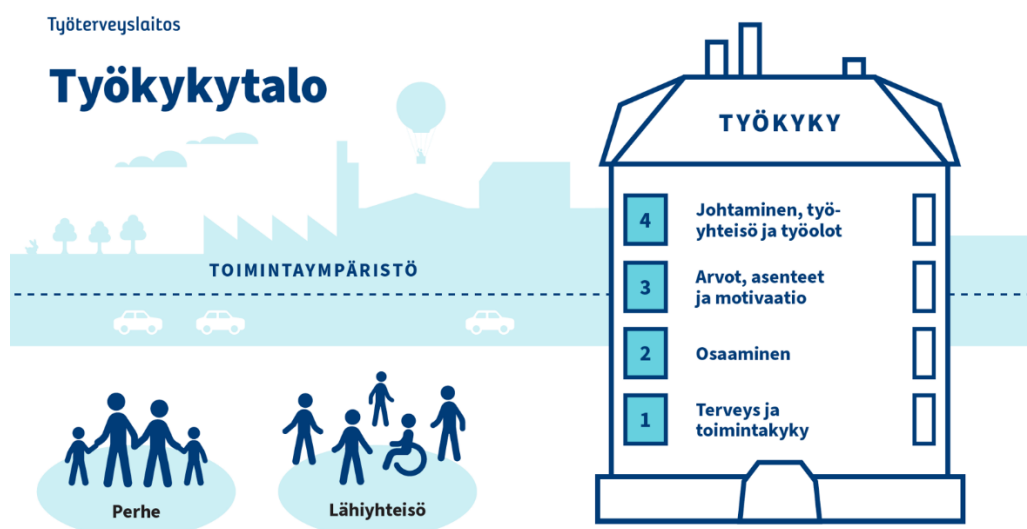 Työterveyslaitos
Työkykytalo
TYÖKYKY
4
Johtaminen, työ-
yhteisö ja työolot
3
Arvot, asenteet
ja motivaatio
2
Osaaminen
1
Terveys ja
toimintakyky
TOIMINTAYMPÄRISTÖ
Perhe
Lähiyhteisö